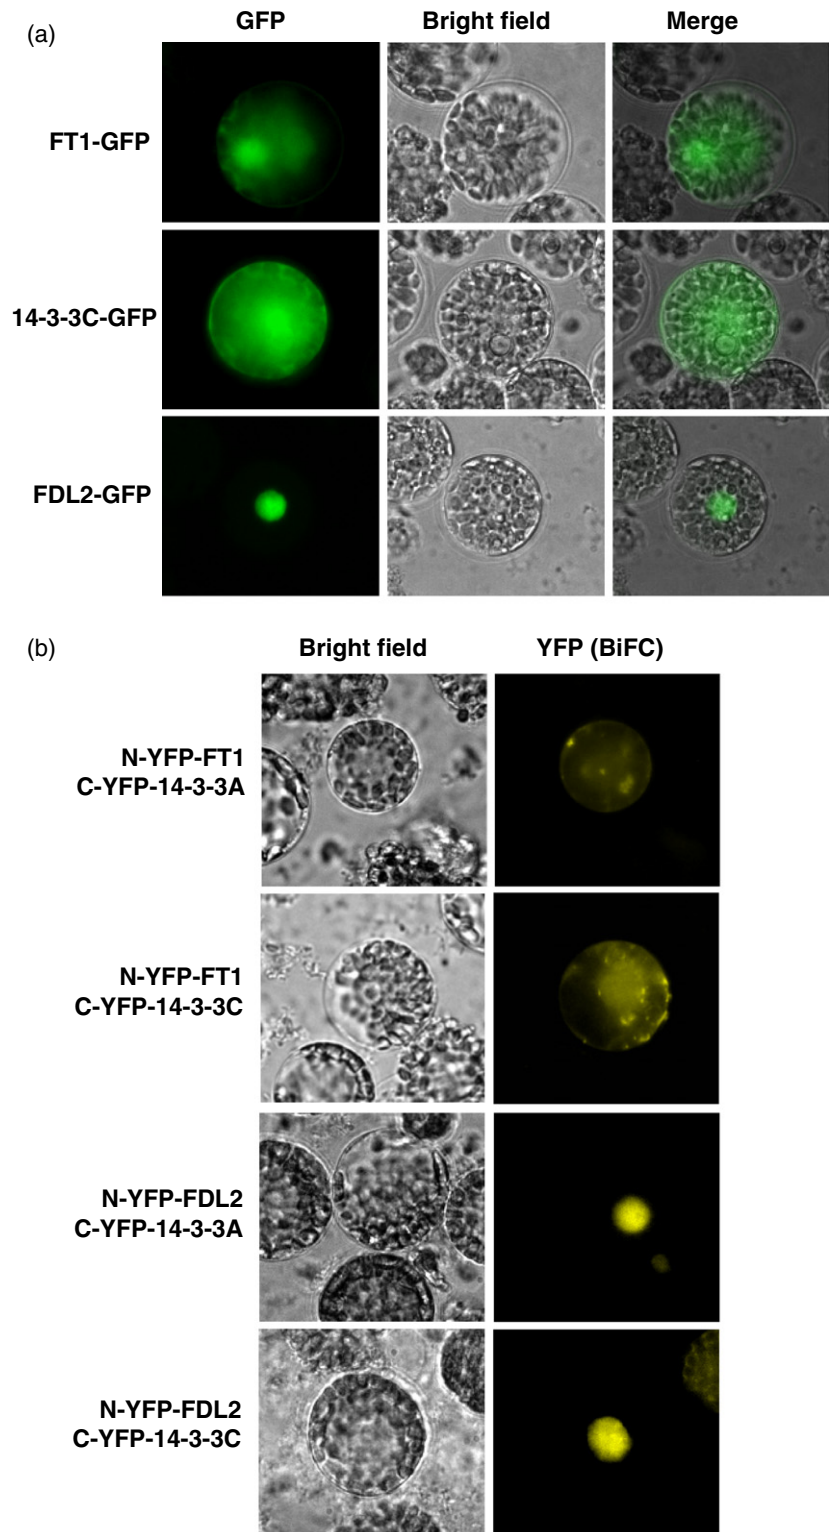 (a)
GFP Bright field Merge
FT1-GFP
14-3-3C-GFP
FDL2-GFP
(b)
Bright field YFP (BiFC)
N-YFP-FT1
C-YFP-14-3-3A
N-YFP-FT1
C-YFP-14-3-3C
N-YFP-FDL2
C-YFP-14-3-3A
N-YFP-FDL2
C-YFP-14-3-3C